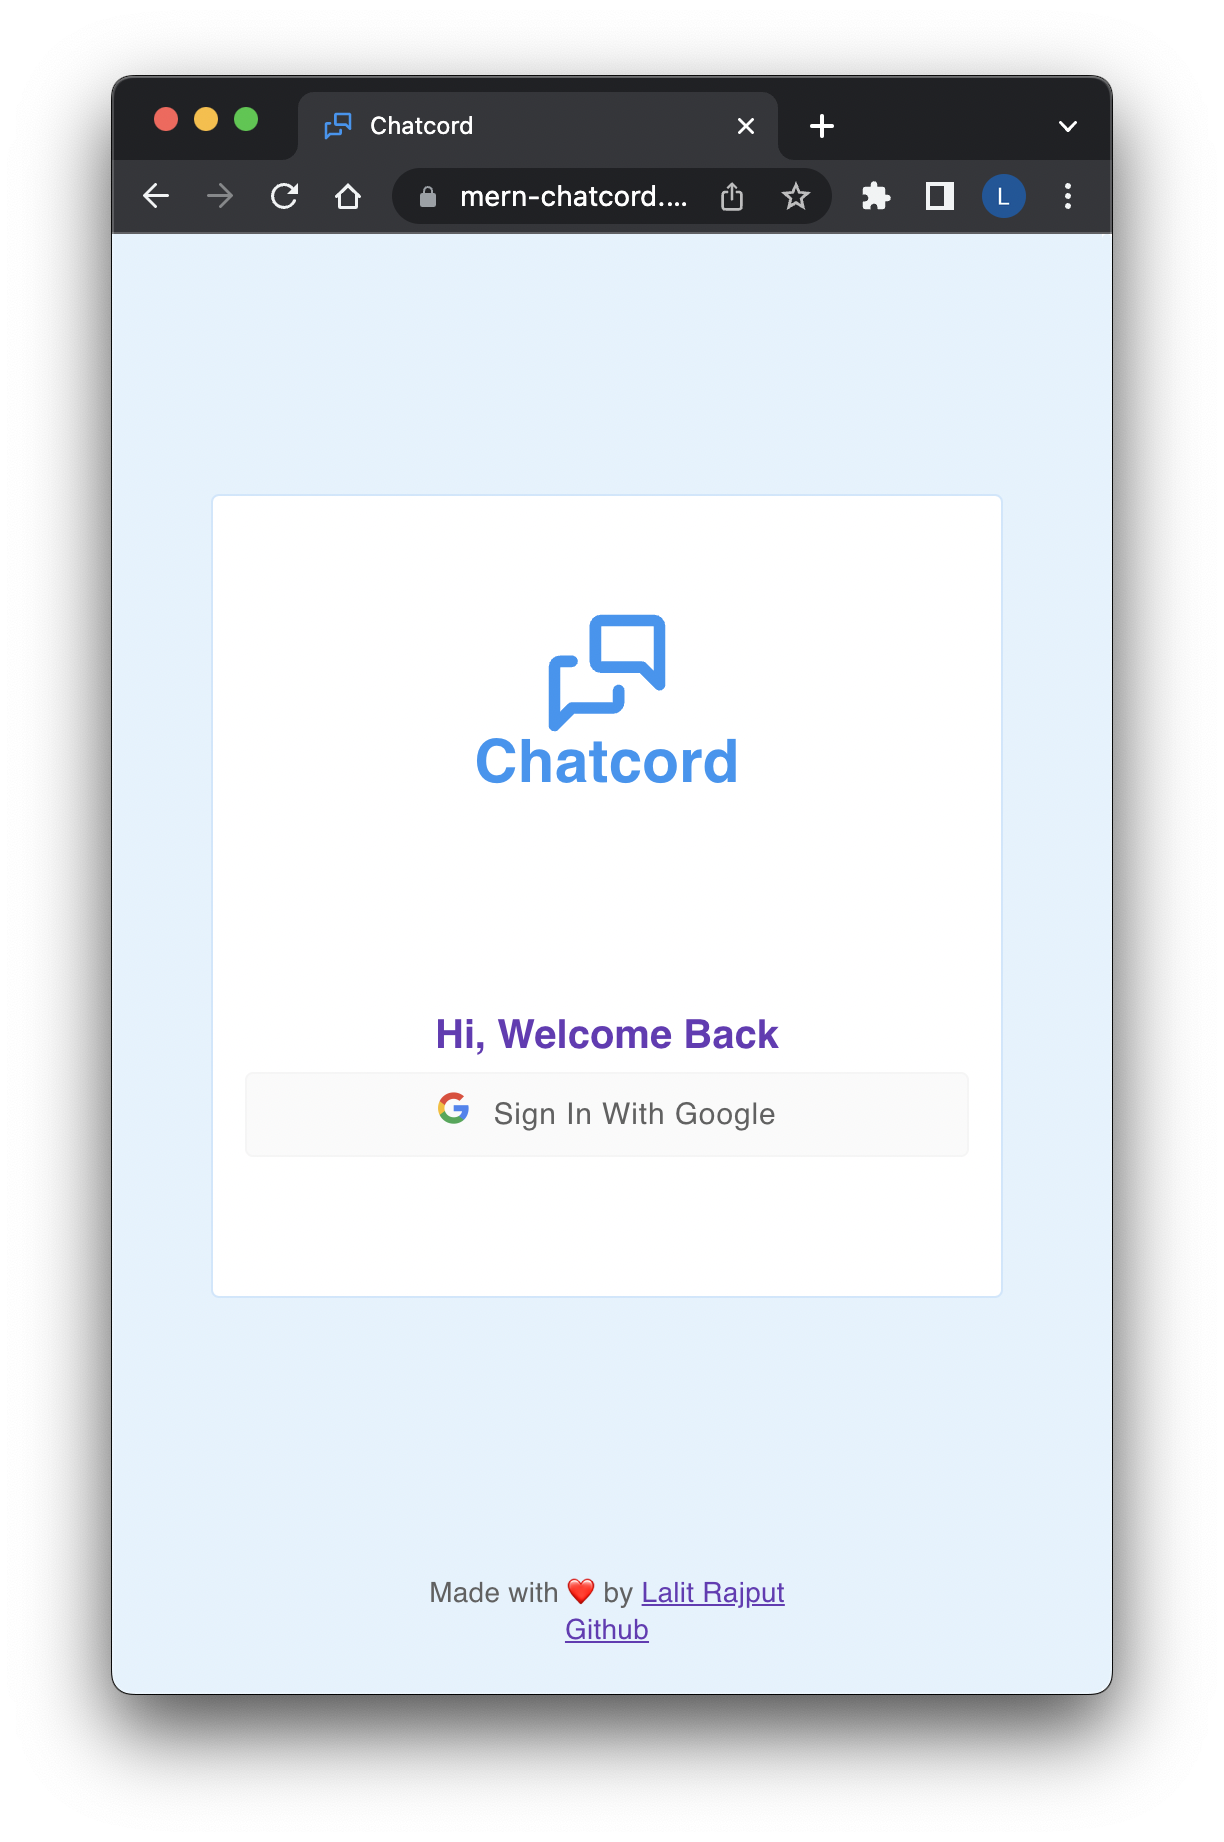 Chatcord
mern-chatcord....
L
Chatcord
Hi, Welcome Back
Sign In With Google
Made with ❤️ by Lalit Rajput
Github